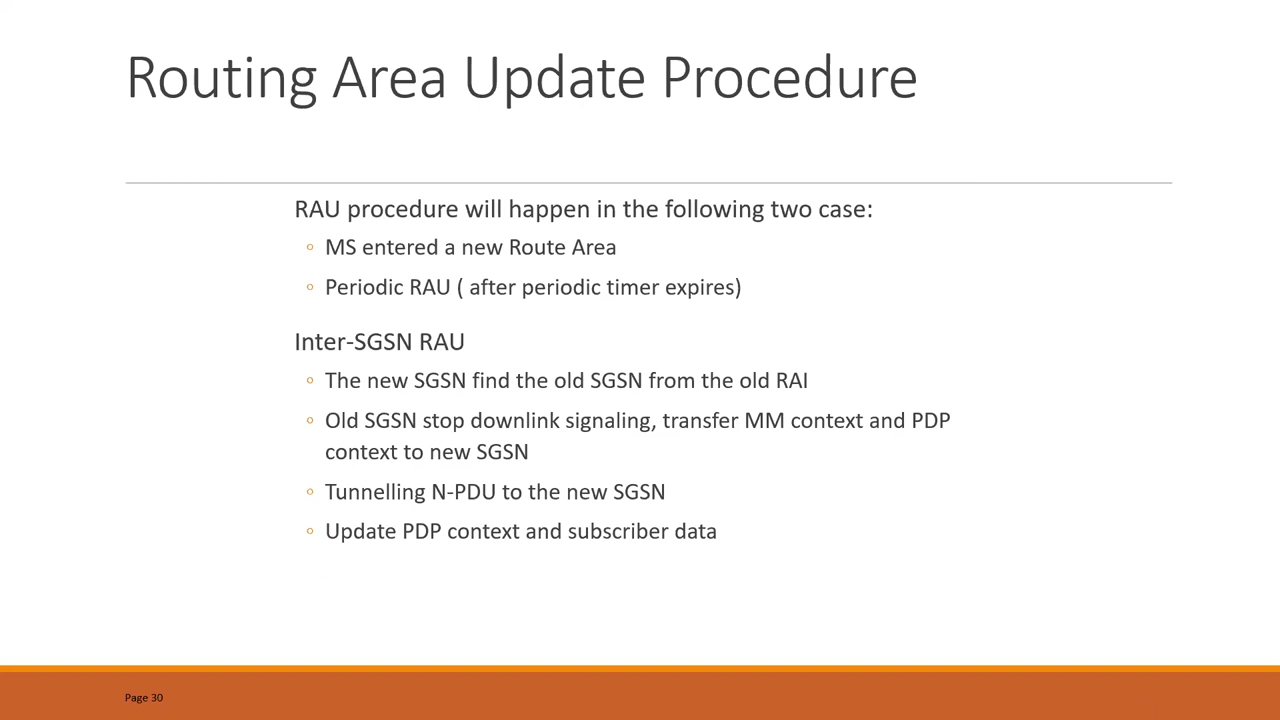 Routing Area Update Procedure
RAU procedure will happen in the following two case:
◦ MS entered a new Route Area
◦ Periodic RAU ( after periodic timer expires)
Inter-SGSN RAU
◦ The new SGSN find the old SGSN from the old RAI
◦ Old SGSN stop downlink signaling, transfer MM context and PDP
context to new SGSN
◦ Tunnelling N-PDU to the new SGSN
◦ Update PDP context and subscriber data
Page 30